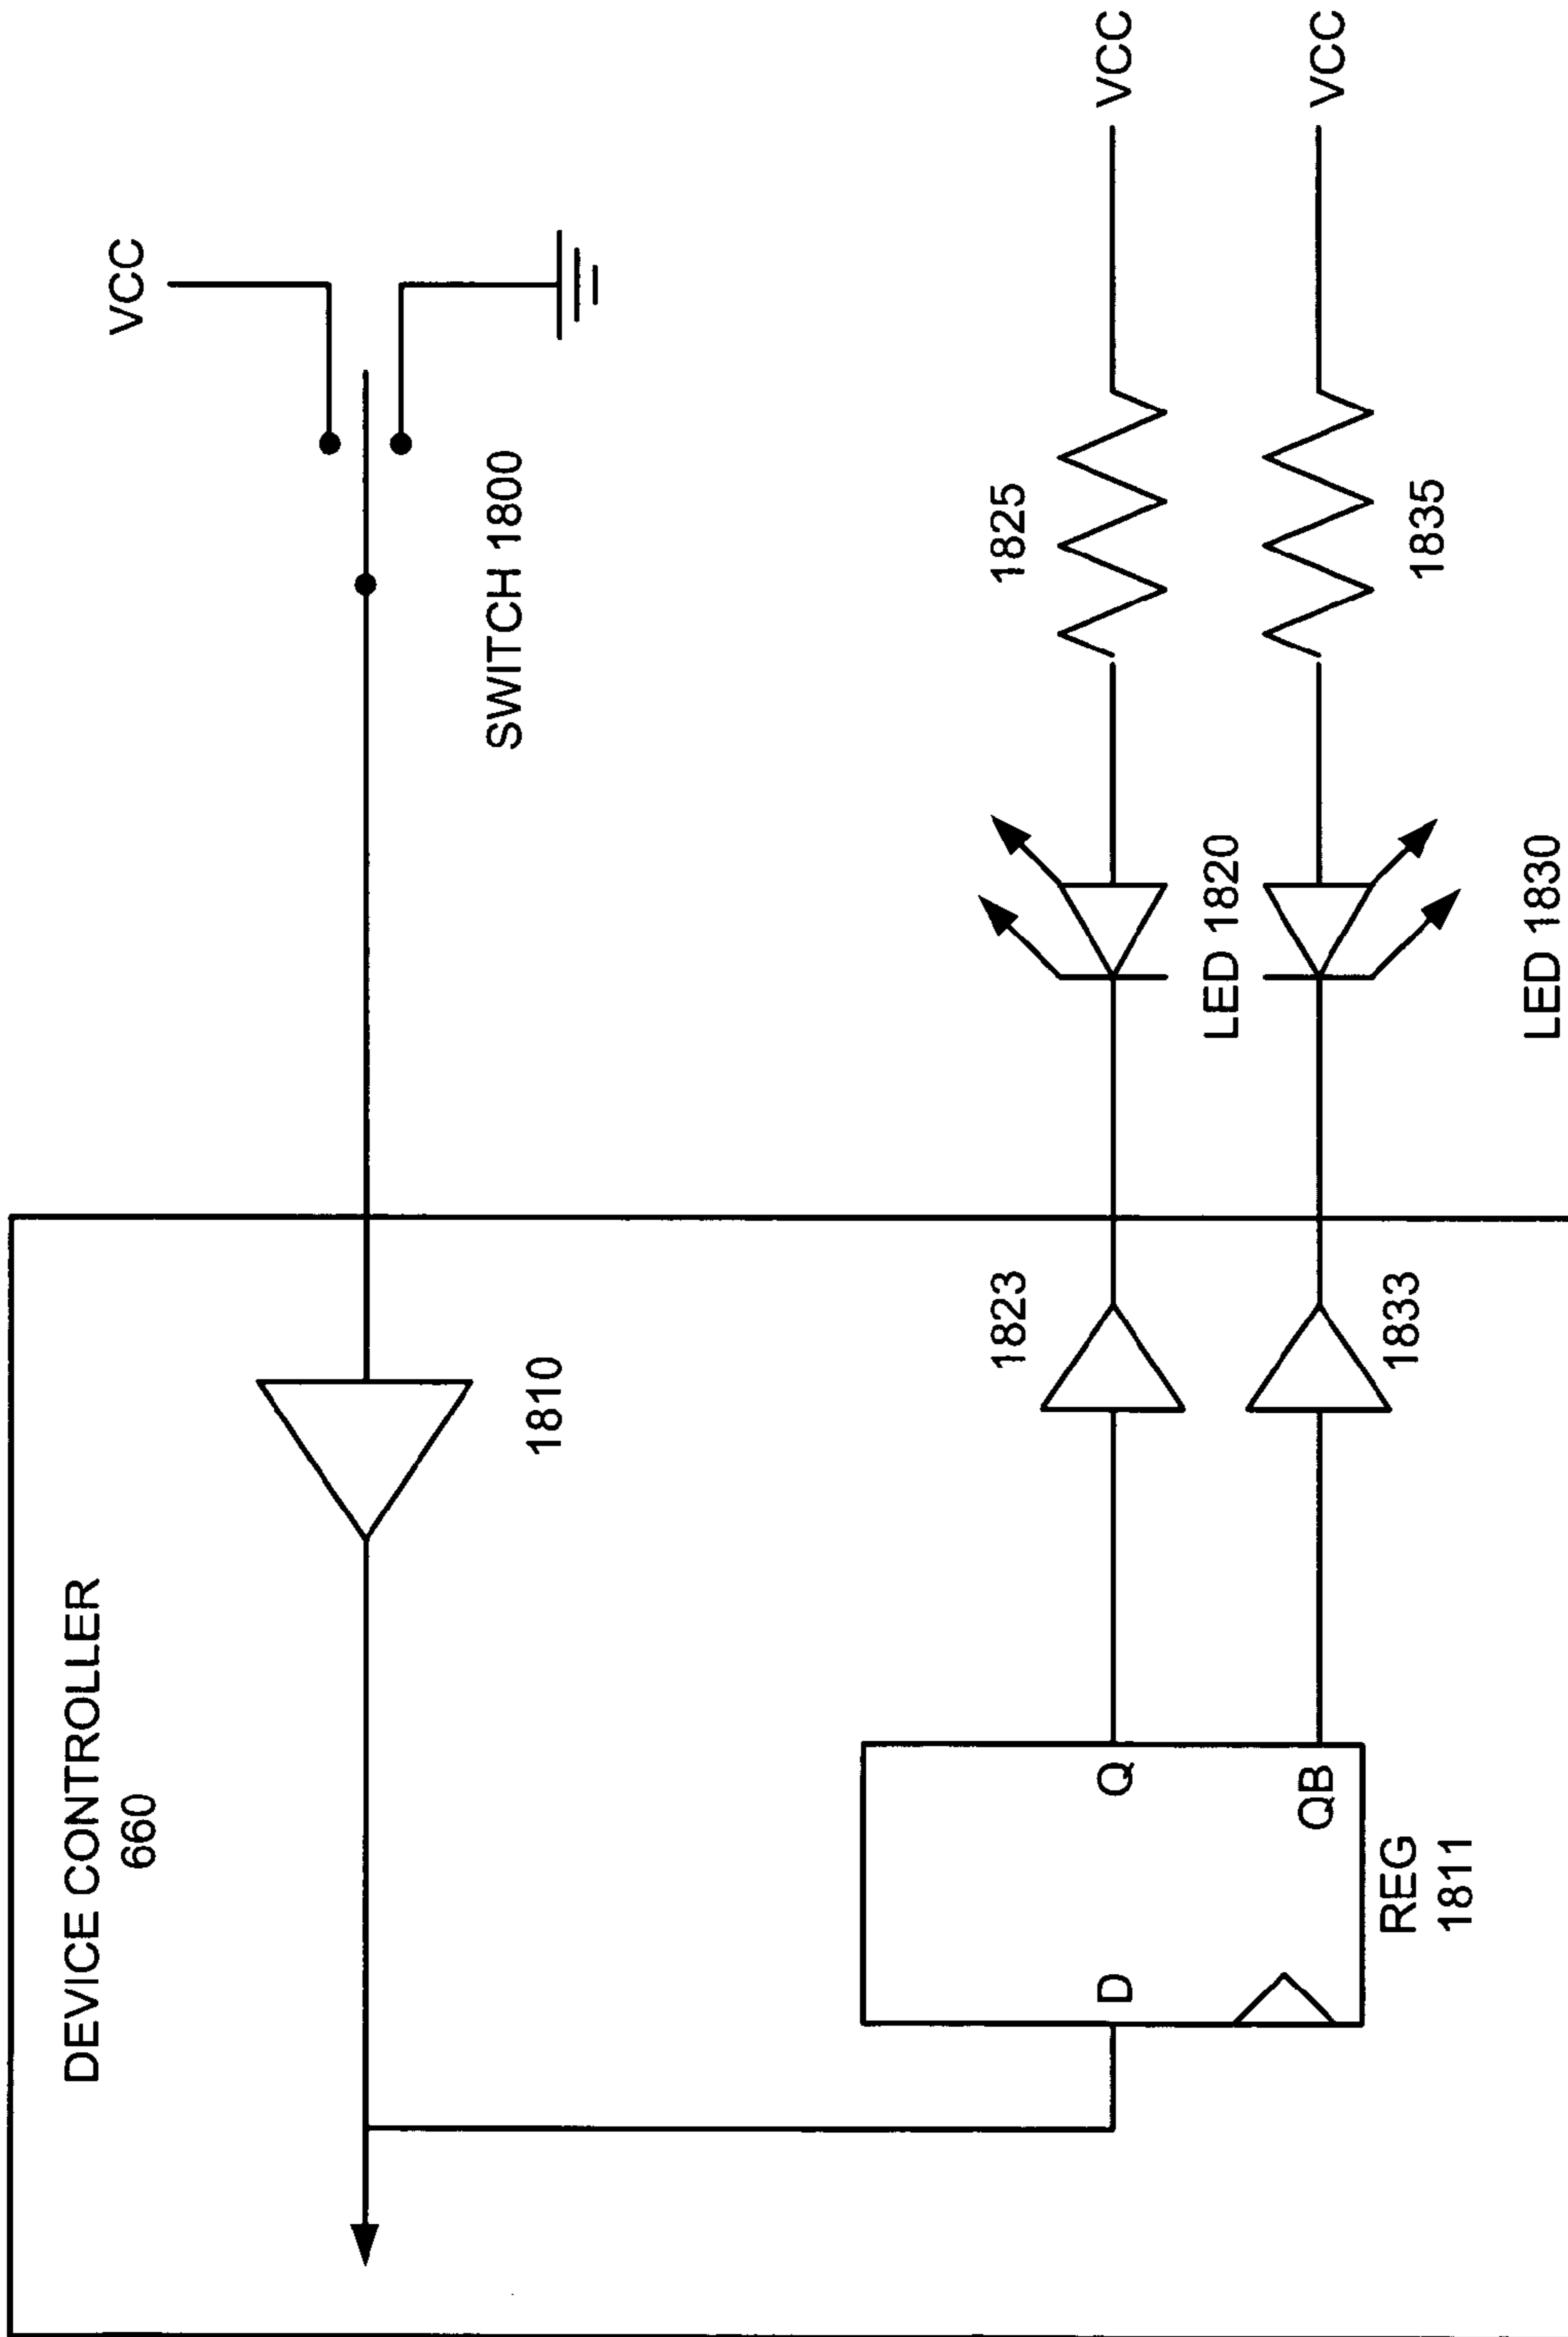 DEVICE CONTROLLER
660
VCC
1810
SWITCH 1800
1823
1825
VCC
D
Q
LED 1820
QB
1833
1835
VCC
REG
1811
LED 1830